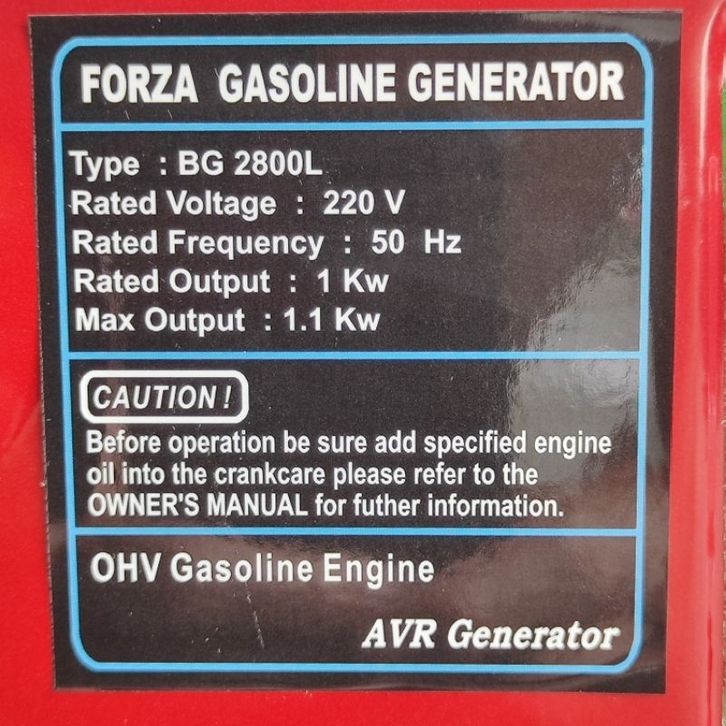 FORZA GASOLINE GENERATOR
Type : BG 2800L
Rated Voltage : 220 V
Rated Frequency : 50 Hz
Rated Output : 1 Kw
Max Output : 1.1 Kw
CAUTION !
Before operation be sure add specified engine
oil into the crankcare please refer to the
OWNER'S MANUAL for futher information.
OHV Gasoline Engine
AVR Generator